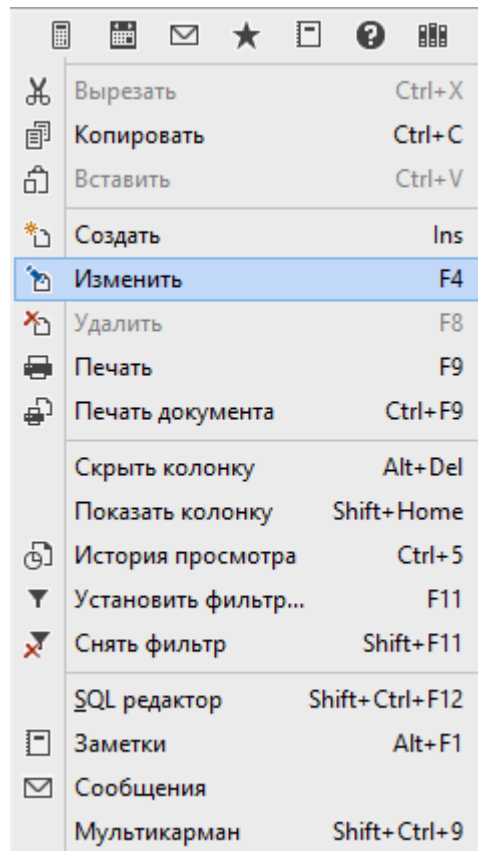 Вырезать Ctrl+X
Копировать Ctrl+C
Вставить Ctrl+V
Создать Ins
Изменить F4
Удалить F8
Печать F9
Печать документа Ctrl+F9
Скрыть колонку Alt+Del
Показать колонку Shift+Home
История просмотра Ctrl+5
Установить фильтр... F11
Снять фильтр Shift+F11
SQL редактор Shift+Ctrl+F12
Заметки Alt+F1
Сообщения
Мультикарман Shift+Ctrl+9